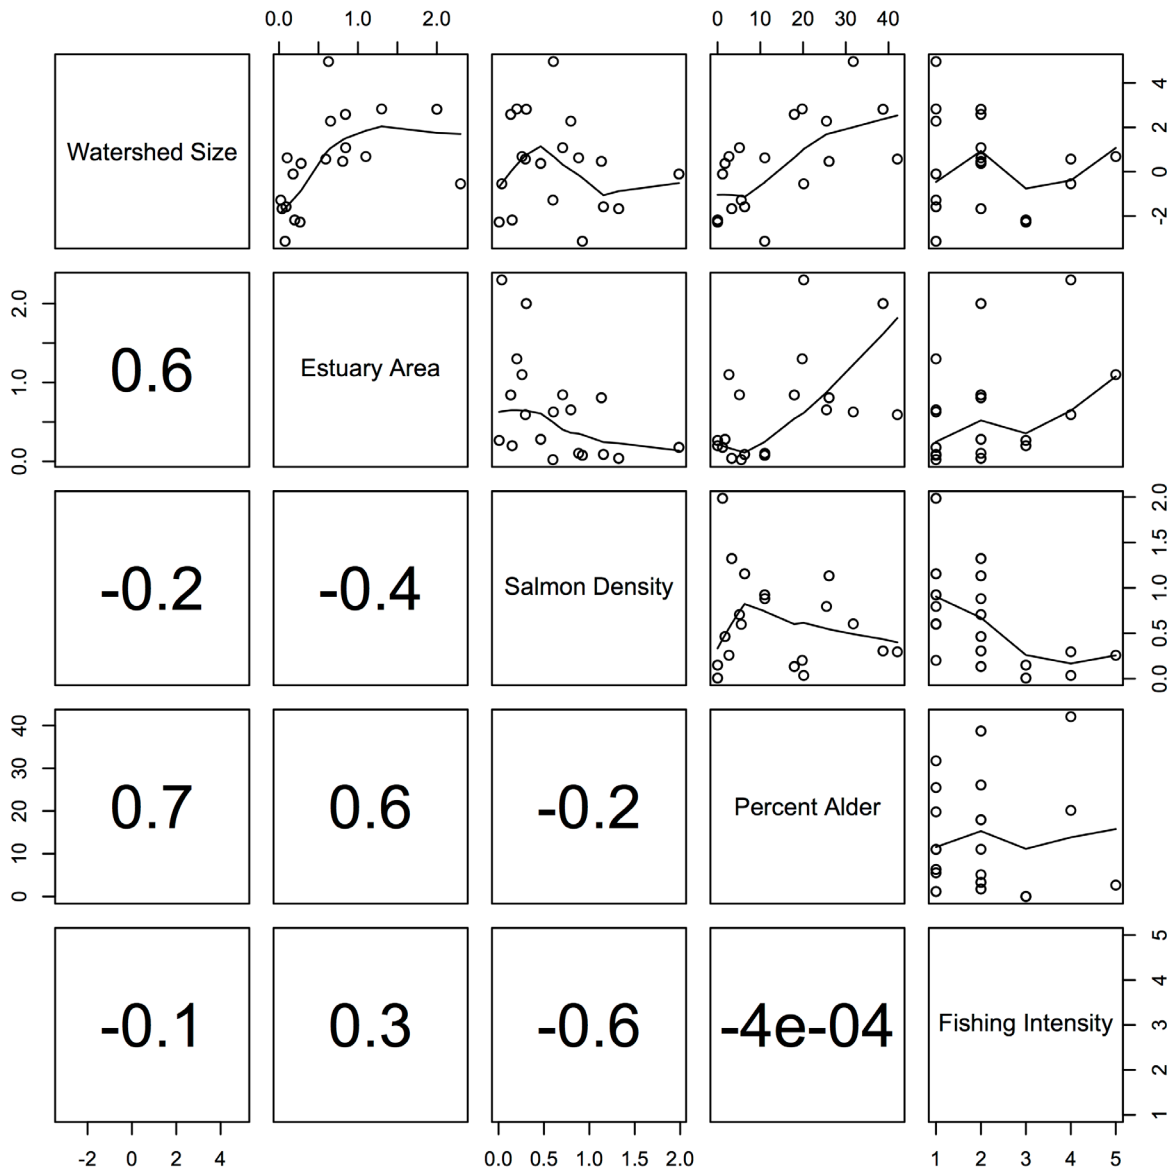 0.0 1.0 2.0 0 10 20 30 40
Watershed Size
-2 0 2 4
0.0 1.0 2.0
0.6
Estuary Area
-0.2
-0.4
Salmon Density
0.0 0.5 1.0 1.5 2.0
0 10 20 30 40
0.7
0.6
-0.2
Percent Alder
-0.1
0.3
-0.6
-4e-04
Fishing Intensity
1 2 3 4 5
-2 0 2 4 0.0 0.5 1.0 1.5 2.0 1 2 3 4 5